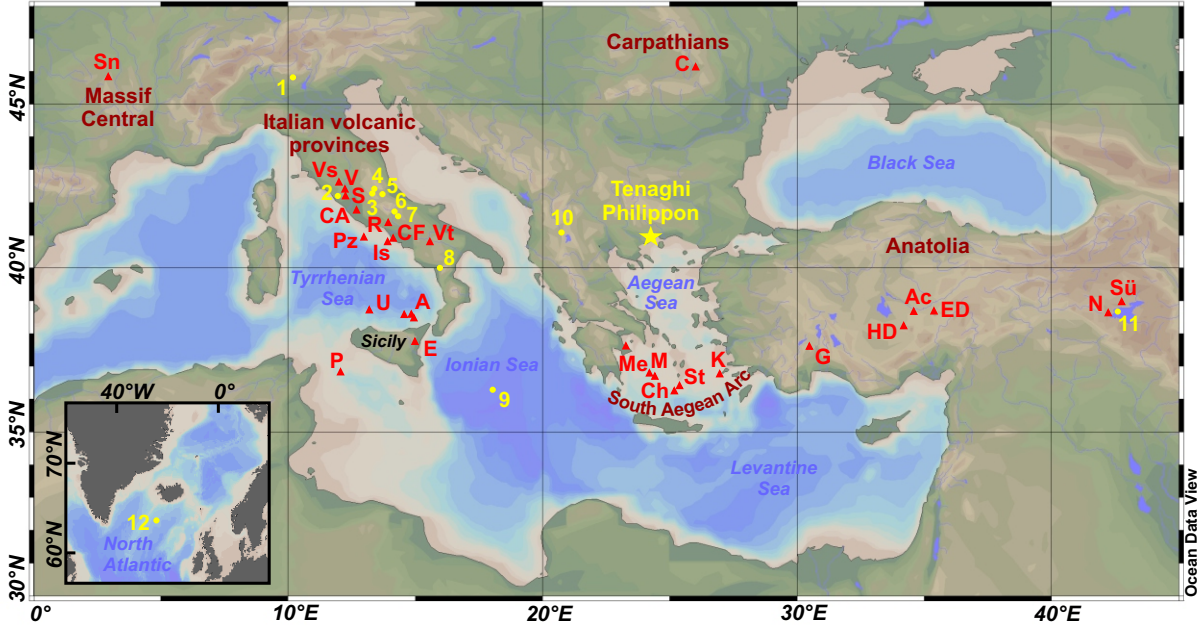 Sn
Massif
Central
1
Italian volcanic
provinces
Carpathians
C
Vs
V
2
S
4
5
3
6
7
CA
R
CF
Vt
Pz
Is
8
10
Tenaghi
Philippon
Black Sea
Anatolia
Tyrrhenian
Sea
U
A
Aegean
Sea
Sicily
E
P
Ionian Sea
9
Me
M
K
Ch
St
South Aegean Arc
G
HD
Ac
ED
N
Sü
11
Levantine
Sea
40°W
0°
70°N
60°N
12
North
Atlantic
45°N
40°N
35°N
30°N
0°
10°E
20°E
30°E
40°E
Ocean Data View